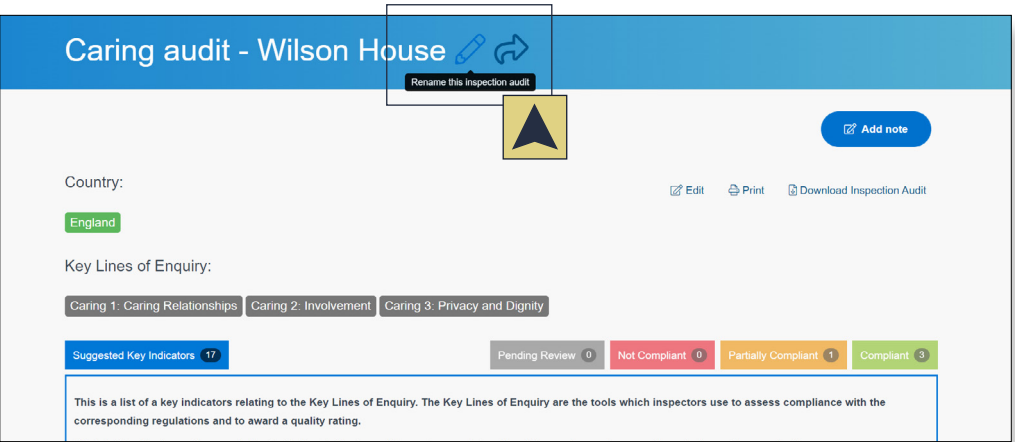 Caring audit - Wilson House
Rename this inspection audit
Add note
Country:
Edit Print Download Inspection Audit
England
Key Lines of Enquiry:
Caring 1: Caring Relationships Caring 2: Involvement Caring 3: Privacy and Dignity
Suggested Key Indicators 17 Pending Review 0 Not Compliant 0 Partially Compliant 1 Compliant 3
This is a list of a key indicators relating to the Key Lines of Enquiry. The Key Lines of Enquiry are the tools which inspectors use to assess compliance with the
corresponding regulations and to award a quality rating.